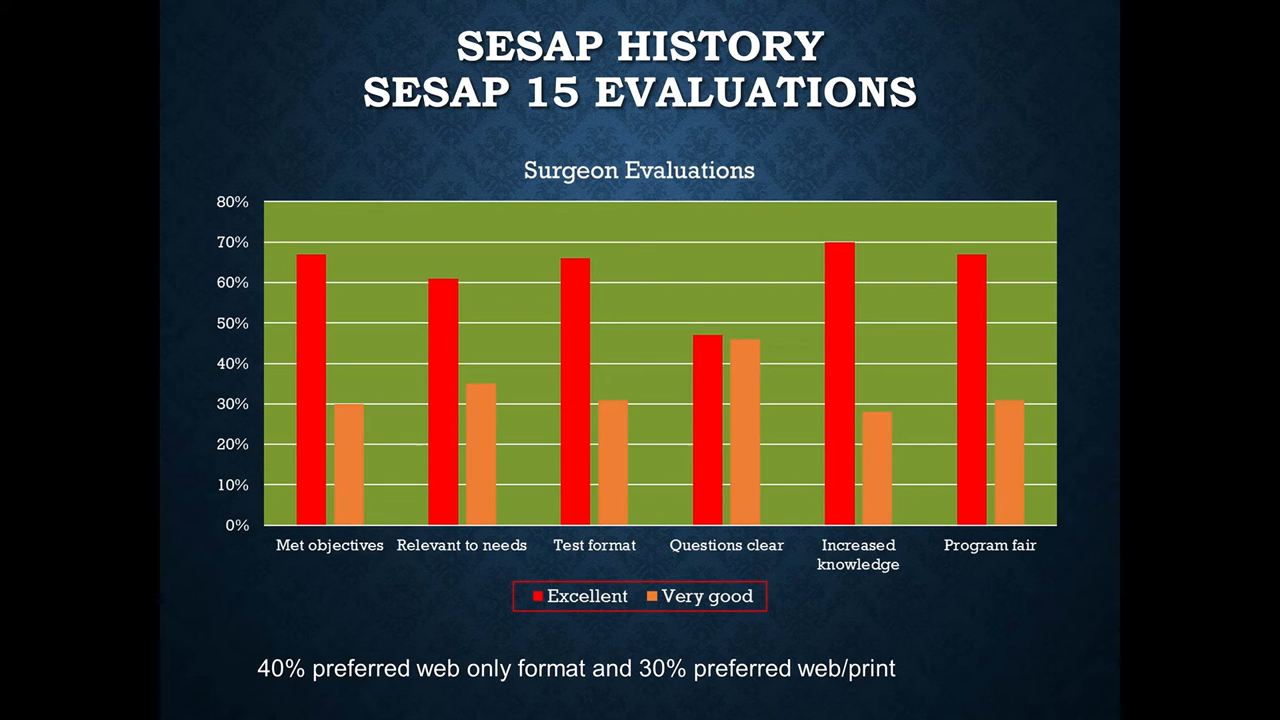 SESAP HISTORY
SESAP 15 EVALUATIONS
Surgeon Evaluations
80%
70%
60%
50%
40%
30%
20%
10%
0%
Met objectives Relevant to needs Test format Questions clear Increased knowledge Program fair
Excellent Very good
40% preferred web only format and 30% preferred web/print